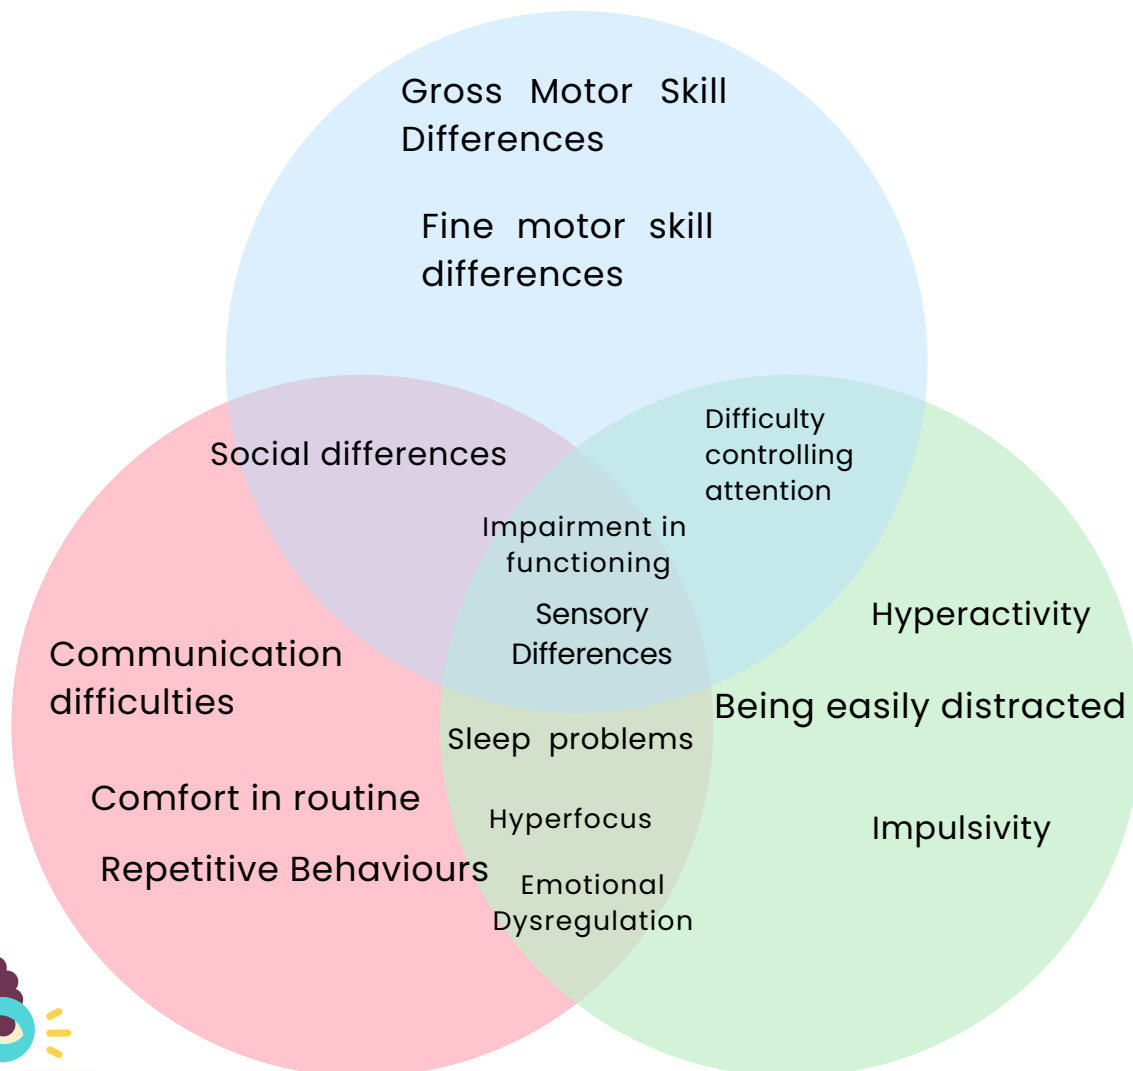 Gross Motor Skill
Differences
Fine motor skill
differences
Social differences
Difficulty
controlling
attention
Impairment in
functioning
Sensory
Differences
Hyperactivity
Communication
difficulties
Being easily distracted
Sleep problems
Comfort in routine
Hyperfocus
Impulsivity
Repetitive Behaviours
Emotional
Dysregulation